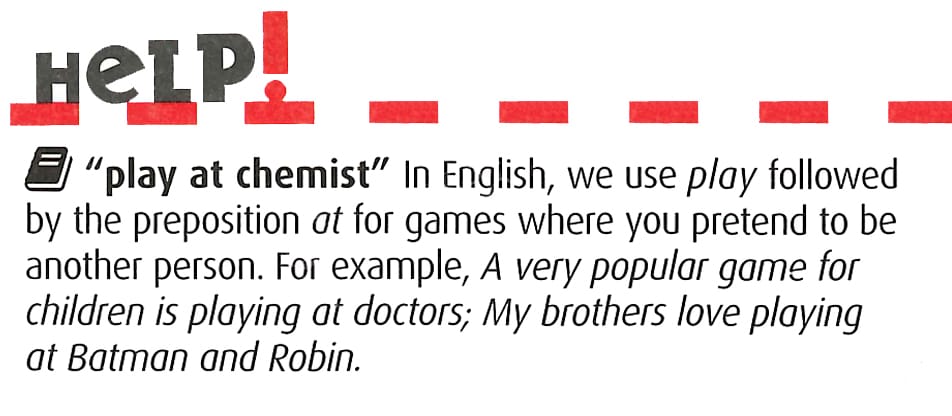 HeLP!
“play at chemist” In English, we use play followed
by the preposition at for games where you pretend to be
another person. For example, A very popular game for
children is playing at doctors; My brothers love playing
at Batman and Robin.